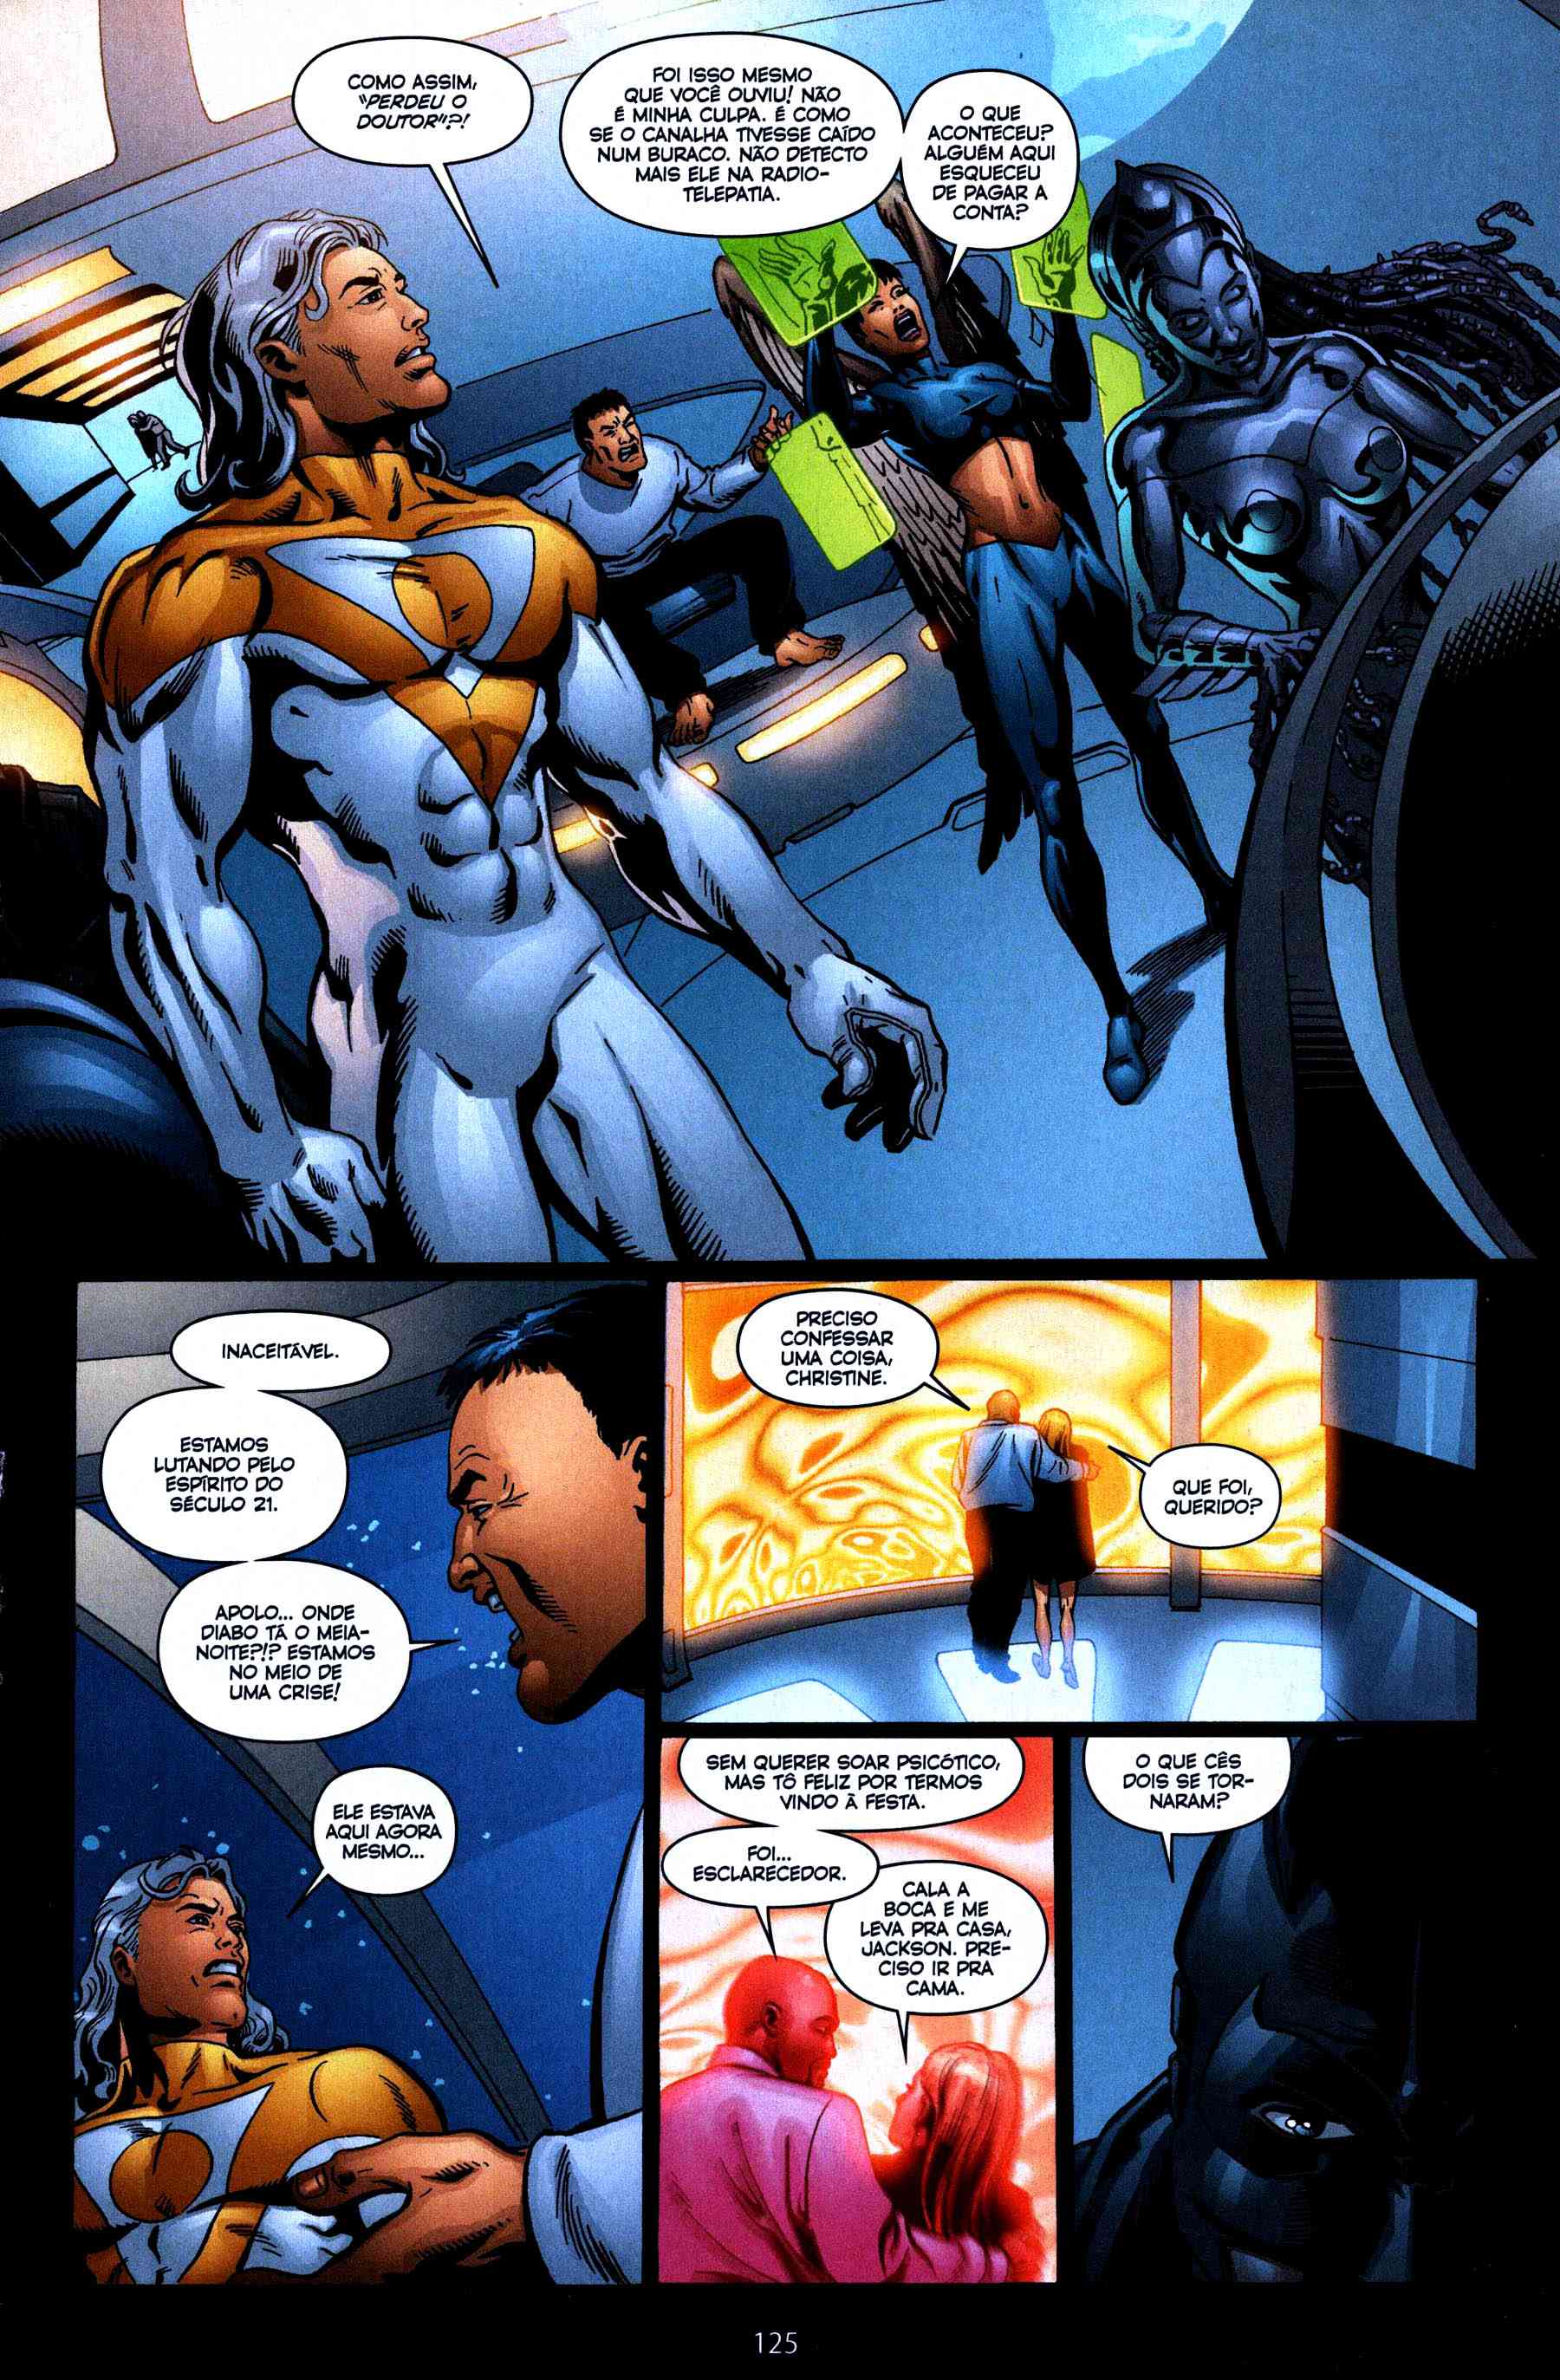 COMO ASSIM,
"PERDEU O
DOUTOR"?!
FOI ISSO MESMO
QUE VOCÊ OUVIU! NÃO
É MINHA CULPA. É COMO
SE O CANALHA TIVESSE CAÍDO
NUM BURACO. NÃO DETECTO
MAIS ELE NA RADIO-
TELEPATIA.
O QUE
ACONTECEU?
ALGUÉM AQUI
ESQUECEU
DE PAGAR A
CONTA?
INACEITÁVEL.
ESTAMOS
LUTANDO PELO
ESPÍRITO DO
SÉCULO 21.
APOLO... ONDE
DIABO TÁ O MEIA-
NOITE?!? ESTAMOS
NO MEIO DE
UMA CRISE!
ELE ESTAVA
AQUI AGORA
MESMO...
PRECISO
CONFESSAR
UMA COISA,
CHRISTINE.
QUE FOI,
QUERIDO?
SEM QUERER SOAR PSICÓTICO,
MAS TÔ FELIZ POR TERMOS
VINDO À FESTA.
FOI...
ESCLARECEDOR.
CALA A
BOCA E ME
LEVA PRA CASA,
JACKSON. PRE-
CISO IR PRA
CAMA.
O QUE CÊS
DOIS SE TOR-
NARAM?
125